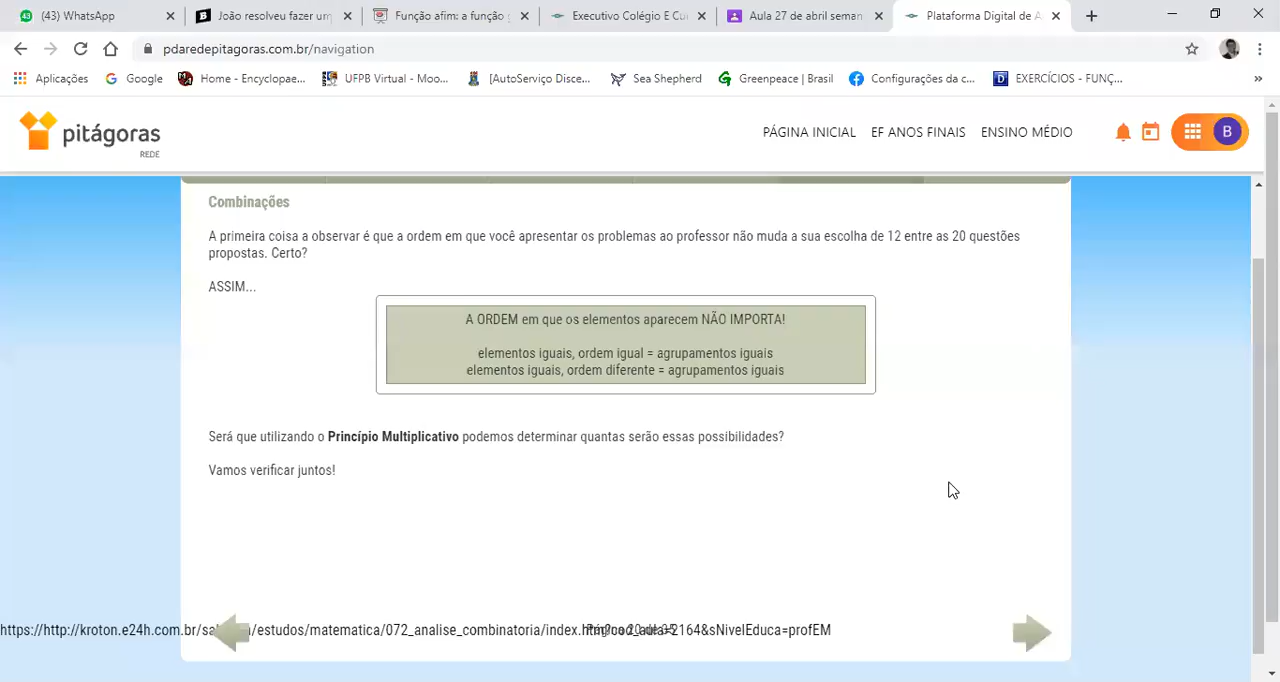 (43) WhatsApp
João resolveu fazer um
Função afim: a função
Executivo Colégio E Cu
Aula 27 de abril seman
Plataforma Digital de A
pdaredepitagoras.com.br/navigation
Aplicações
Google
Home - Encyclopae...
UFPB Virtual - Moo...
[AutoServiço Disce...
Sea Shepherd
Greenpeace | Brasil
Configurações da c...
EXERCÍCIOS - FUNÇ...
»
pitágoras
REDE
PÁGINA INICIAL
EF ANOS FINAIS
ENSINO MÉDIO
B
Combinações
A primeira coisa a observar é que a ordem em que você apresentar os problemas ao professor não muda a sua escolha de 12 entre as 20 questões
propostas. Certo?
ASSIM...
A ORDEM em que os elementos aparecem NÃO IMPORTA!
elementos iguais, ordem igual = agrupamentos iguais
elementos iguais, ordem diferente = agrupamentos iguais
Será que utilizando o Princípio Multiplicativo podemos determinar quantas serão essas possibilidades?
Vamos verificar juntos!